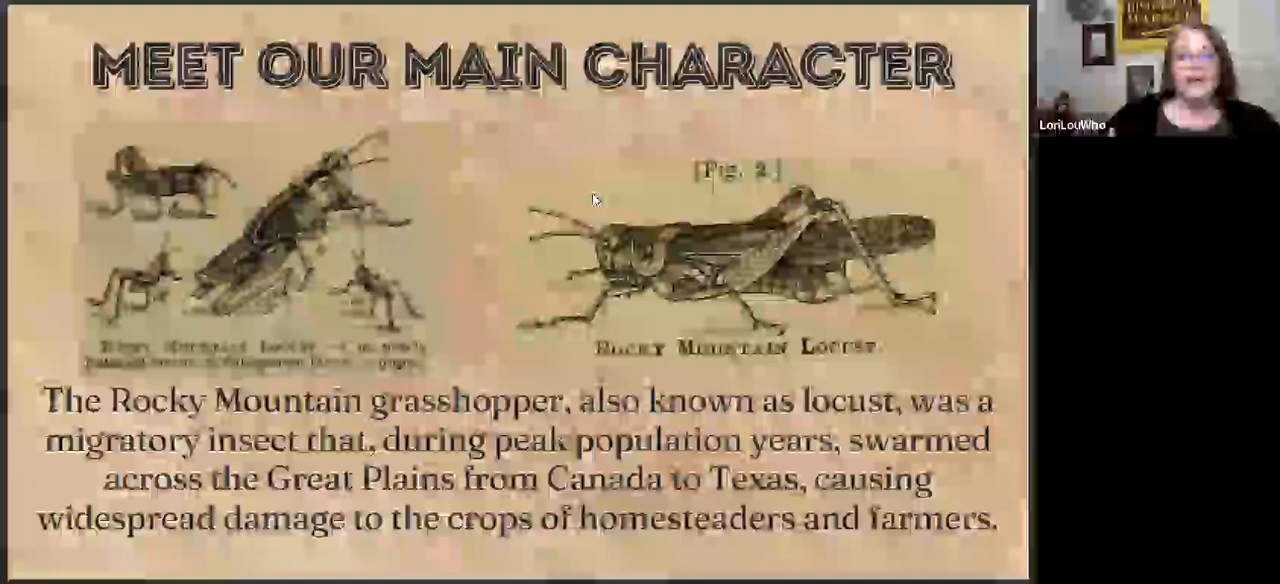 MEET OUR MAIN CHARACTER
[Fig. 2.]
ROCKY MOUNTAIN LOCUST
The Rocky Mountain grasshopper, also known as locust, was a
migratory insect that, during peak population years, swarmed
across the Great Plains from Canada to Texas, causing
widespread damage to the crops of homesteaders and farmers.
LoriLouWho